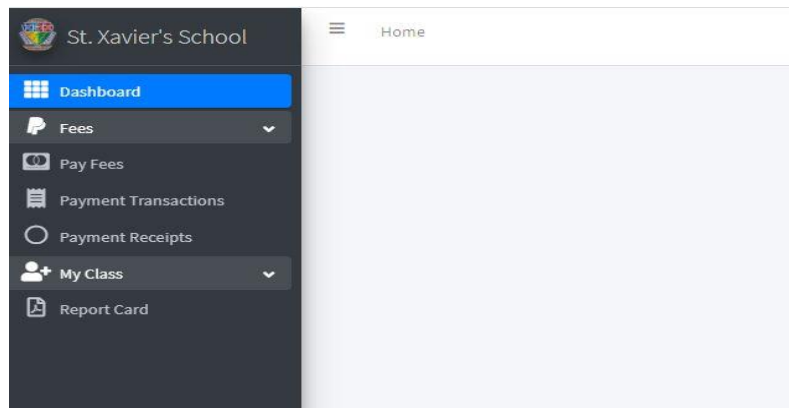 St. Xavier's School
Home
Dashboard
Fees
Pay Fees
Payment Transactions
Payment Receipts
My Class
Report Card